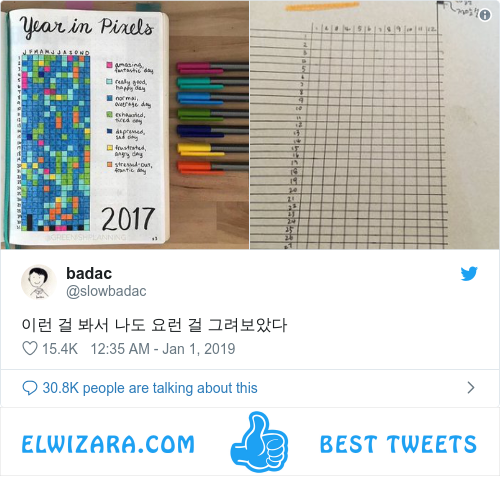 Year in Pixels
J F M A M J J A S O N D
amazing, fantastic day
really good, happy day
normal, average day
exhausted, tired day
depressed, sad day
frustrated, angry day
stressed-out, frantic day
2017
badac
@slowbadac
이런 걸 봐서 나도 요런 걸 그려보았다
15.4K 12:35 AM - Jan 1, 2019
30.8K people are talking about this
ELWIZARA.COM BEST TWEETS